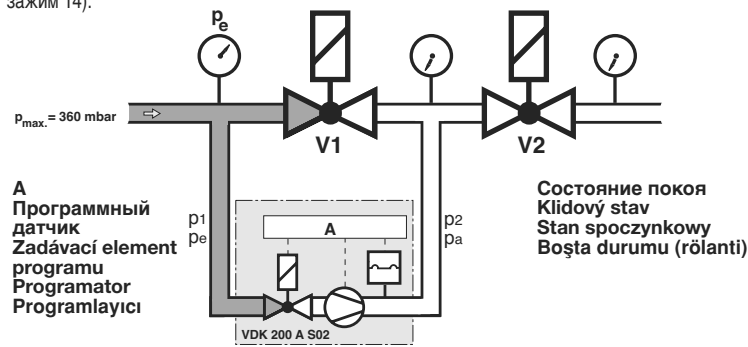 зажим 14).
pe
pmax.= 360 mbar
V1
V2
A
Программный
датчик
Zadávací element
programu
Programator
Programlayıcı
p1
pe
A
p2
pa
VDK 200 A S02
Состояние покоя
Klidový stav
Stan spoczynkowy
Boşta durumu (rölanti)